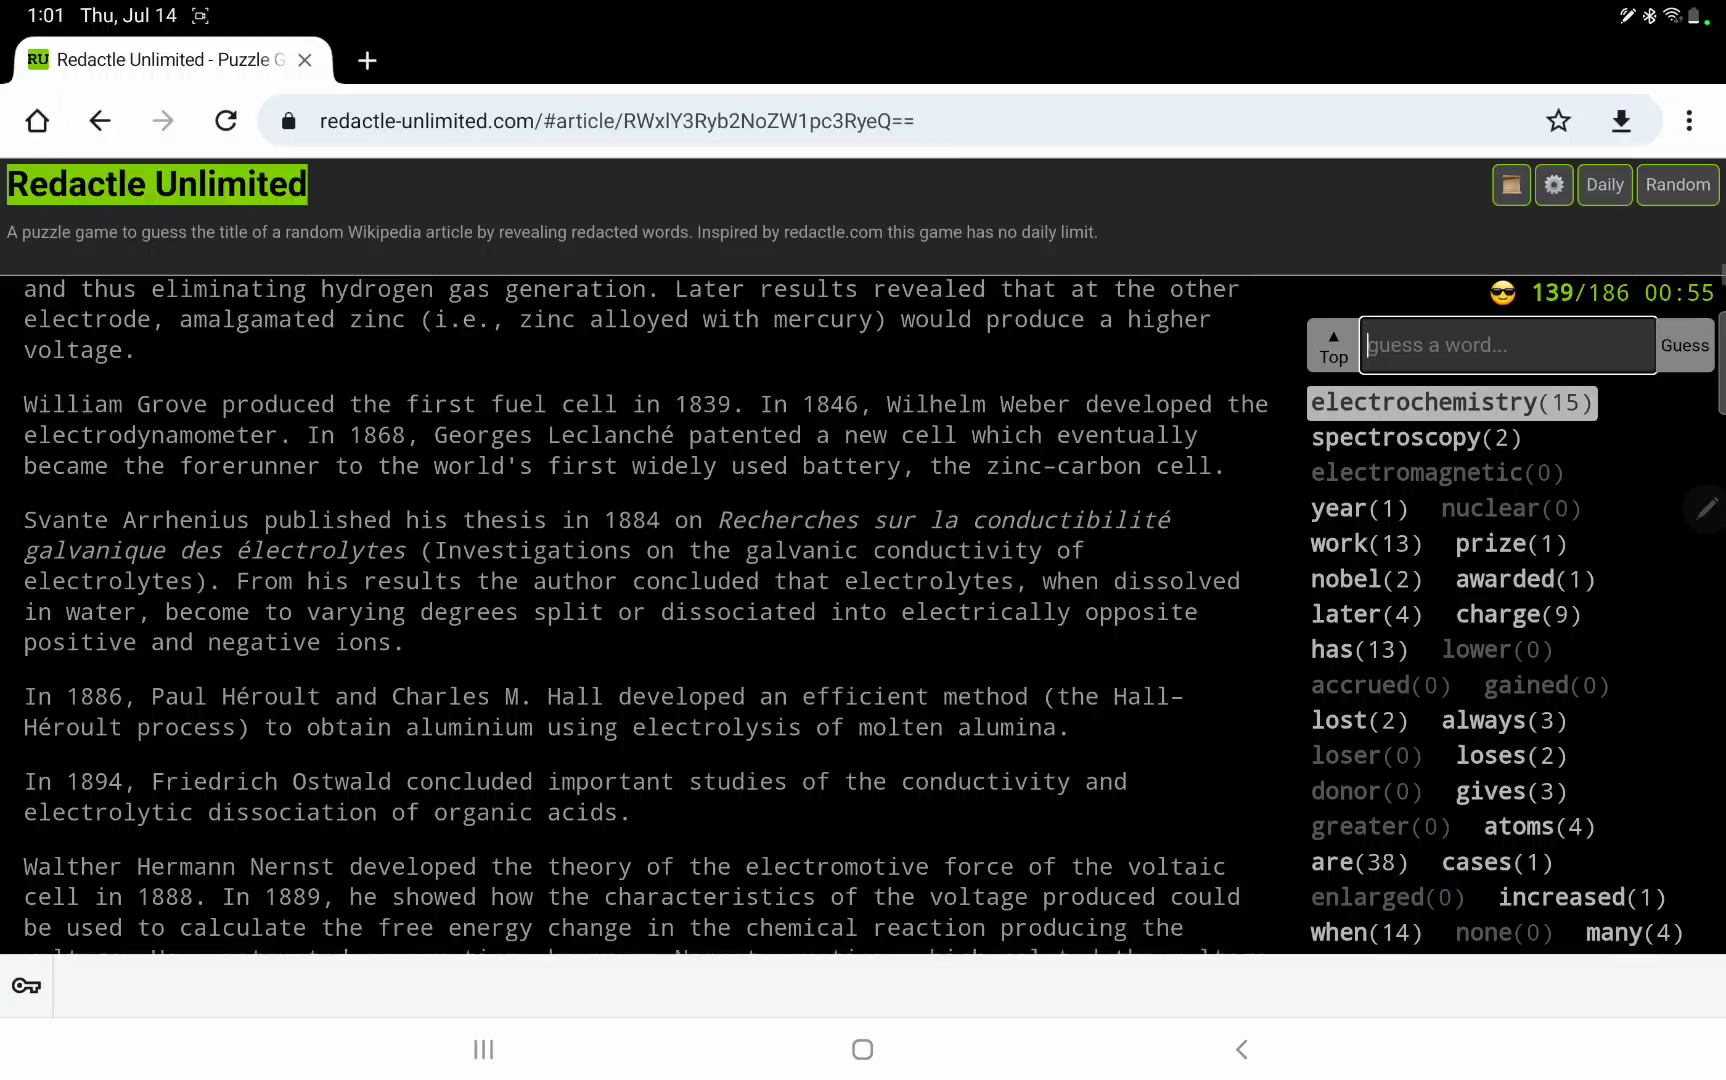 1:01 Thu, Jul 14
RU Redactle Unlimited - Puzzle G
redactle-unlimited.com/#article/RWxlY3Ryb2NoZW1pc3RyeQ==
Redactle Unlimited
Daily Random
A puzzle game to guess the title of a random Wikipedia article by revealing redacted words. Inspired by redactle.com this game has no daily limit.
and thus eliminating hydrogen gas generation. Later results revealed that at the other
electrode, amalgamated zinc (i.e., zinc alloyed with mercury) would produce a higher
voltage.
William Grove produced the first fuel cell in 1839. In 1846, Wilhelm Weber developed the
electrodynamometer. In 1868, Georges Leclanché patented a new cell which eventually
became the forerunner to the world's first widely used battery, the zinc–carbon cell.
Svante Arrhenius published his thesis in 1884 on Recherches sur la conductibilité
galvanique des électrolytes (Investigations on the galvanic conductivity of
electrolytes). From his results the author concluded that electrolytes, when dissolved
in water, become to varying degrees split or dissociated into electrically opposite
positive and negative ions.
In 1886, Paul Héroult and Charles M. Hall developed an efficient method (the Hall–
Héroult process) to obtain aluminium using electrolysis of molten alumina.
In 1894, Friedrich Ostwald concluded important studies of the conductivity and
electrolytic dissociation of organic acids.
Walther Hermann Nernst developed the theory of the electromotive force of the voltaic
cell in 1888. In 1889, he showed how the characteristics of the voltage produced could
be used to calculate the free energy change in the chemical reaction producing the
139/186 00:55
▲
Top
guess a word...
Guess
electrochemistry(15)
spectroscopy(2)
electromagnetic(0)
year(1) nuclear(0)
work(13) prize(1)
nobel(2) awarded(1)
later(4) charge(9)
has(13) lower(0)
accrued(0) gained(0)
lost(2) always(3)
loser(0) loses(2)
donor(0) gives(3)
greater(0) atoms(4)
are(38) cases(1)
enlarged(0) increased(1)
when(14) none(0) many(4)